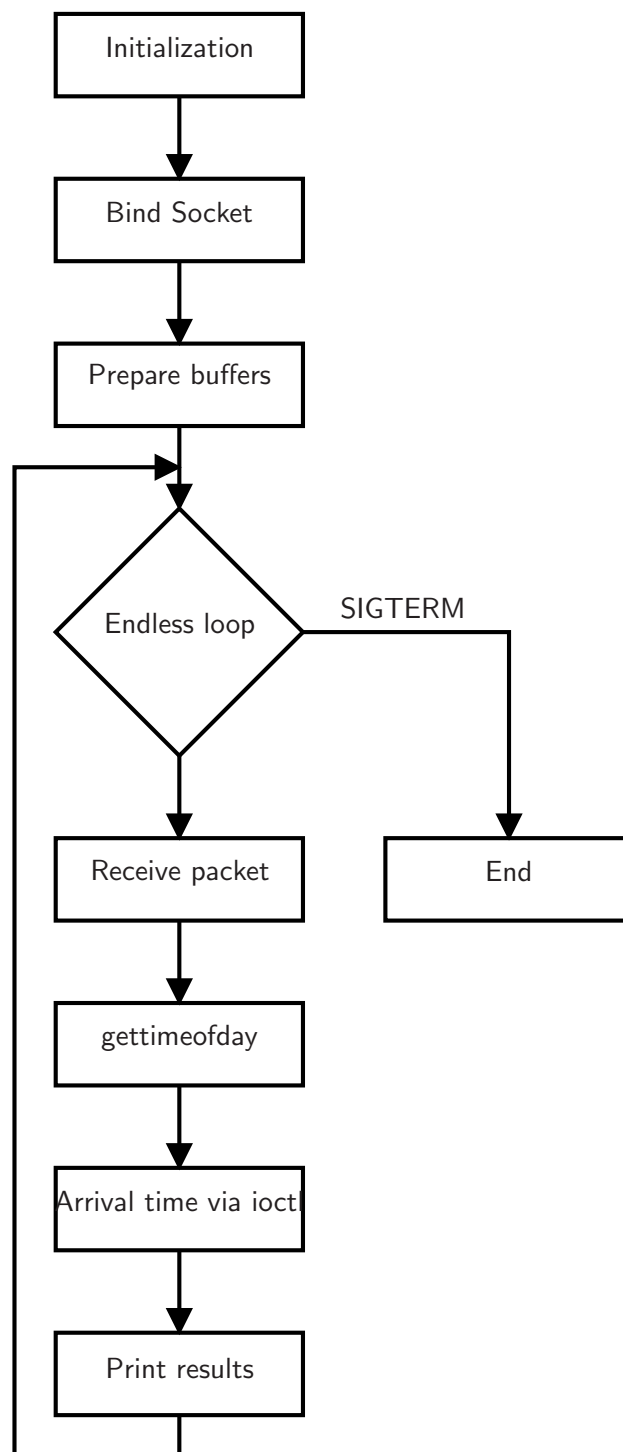 Initialization
Bind Socket
Prepare buffers
Endless loop
SIGTERM
Receive packet
End
gettimeofday
Arrival time via ioctl
Print results